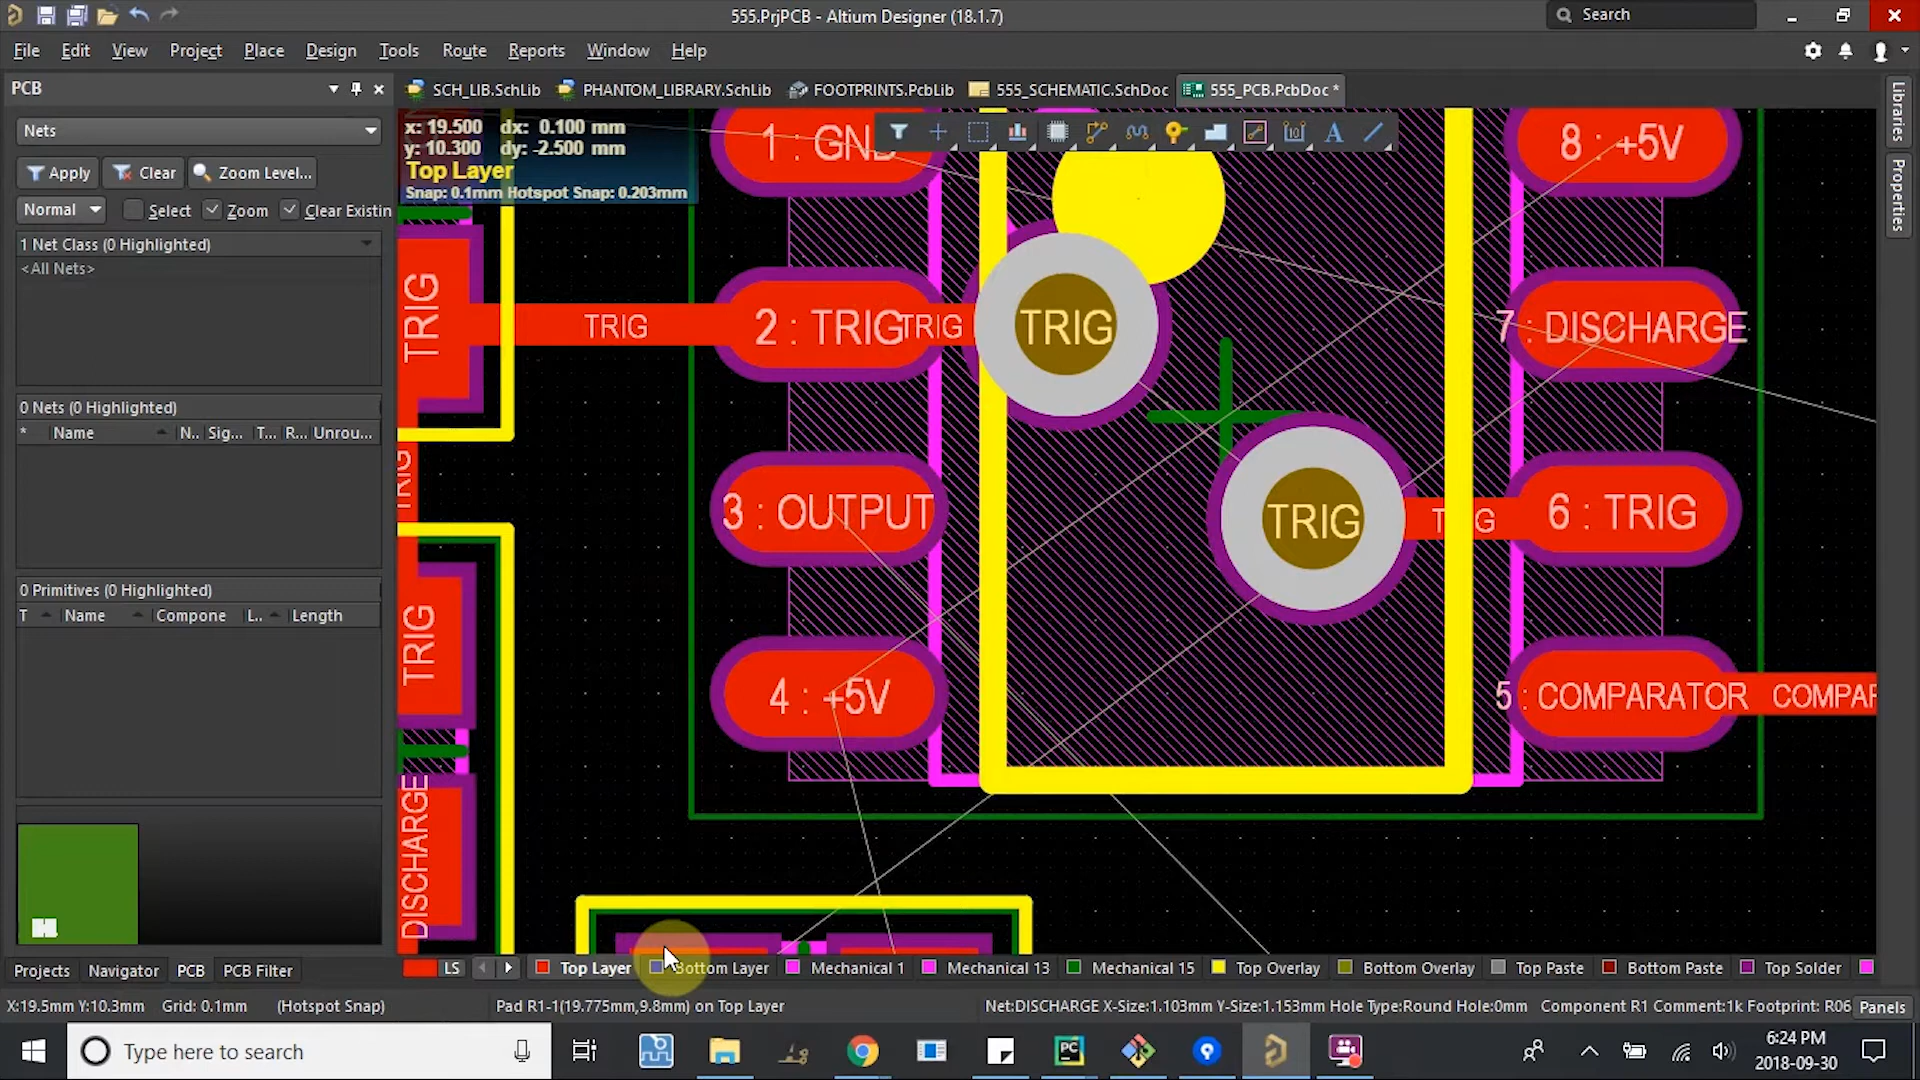 555.PrjPCB - Altium Designer (18.1.7)
Search
File Edit View Project Place Design Tools Route Reports Window Help
PCB
SCH_LIB.SchLib PHANTOM_LIBRARY.SchLib FOOTPRINTS.PcbLib 555_SCHEMATIC.SchDoc 555_PCB.PcbDoc *
Libraries
Properties
Nets
Apply Clear Zoom Level...
Normal Select Zoom Clear Existin
1 Net Class (0 Highlighted)
<All Nets>
0 Nets (0 Highlighted)
* Name N.. Sig... T... R... Unrou...
0 Primitives (0 Highlighted)
T Name Compone L.. Length
x: 19.500 dx: 0.100 mm
y: 10.300 dy: -2.500 mm
Top Layer
Snap: 0.1mm Hotspot Snap: 0.203mm
1 : GND
8 : +5V
TRIG
TRIG
2 : TRIG
TRIG
TRIG
7 : DISCHARGE
TRIG
3 : OUTPUT
TRIG
TRIG
6 : TRIG
TRIG
4 : +5V
5 : COMPARATOR
COMPAR
DISCHARGE
Projects Navigator PCB PCB Filter
LS Top Layer Bottom Layer Mechanical 1 Mechanical 13 Mechanical 15 Top Overlay Bottom Overlay Top Paste Bottom Paste Top Solder
X:19.5mm Y:10.3mm Grid: 0.1mm (Hotspot Snap) Pad R1-1(19.775mm,9.8mm) on Top Layer Net:DISCHARGE X-Size:1.103mm Y-Size:1.153mm Hole Type:Round Hole:0mm Component R1 Comment:1k Footprint: R06 Panels
Type here to search
PC
6:24 PM
2018-09-30